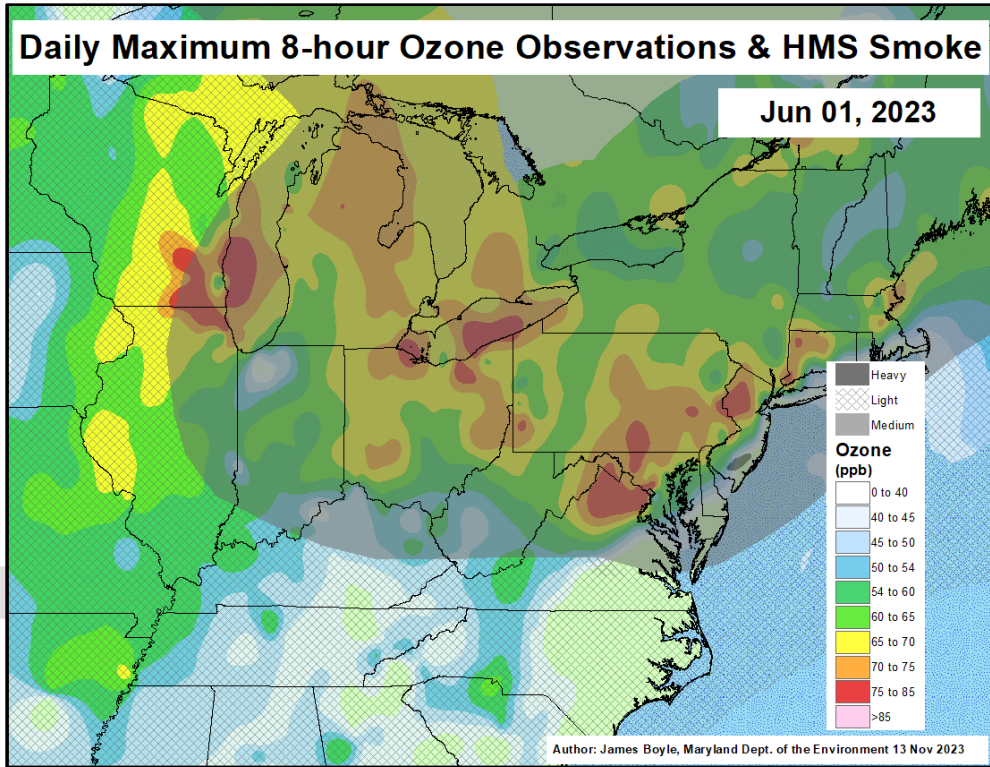 Daily Maximum 8-hour Ozone Observations & HMS Smoke
Jun 01, 2023
Heavy
Light
Medium
Ozone
(ppb)
0 to 40
40 to 45
45 to 50
50 to 54
54 to 60
60 to 65
65 to 70
70 to 75
75 to 85
>85
Author: James Boyle, Maryland Dept. of the Environment 13 Nov 2023